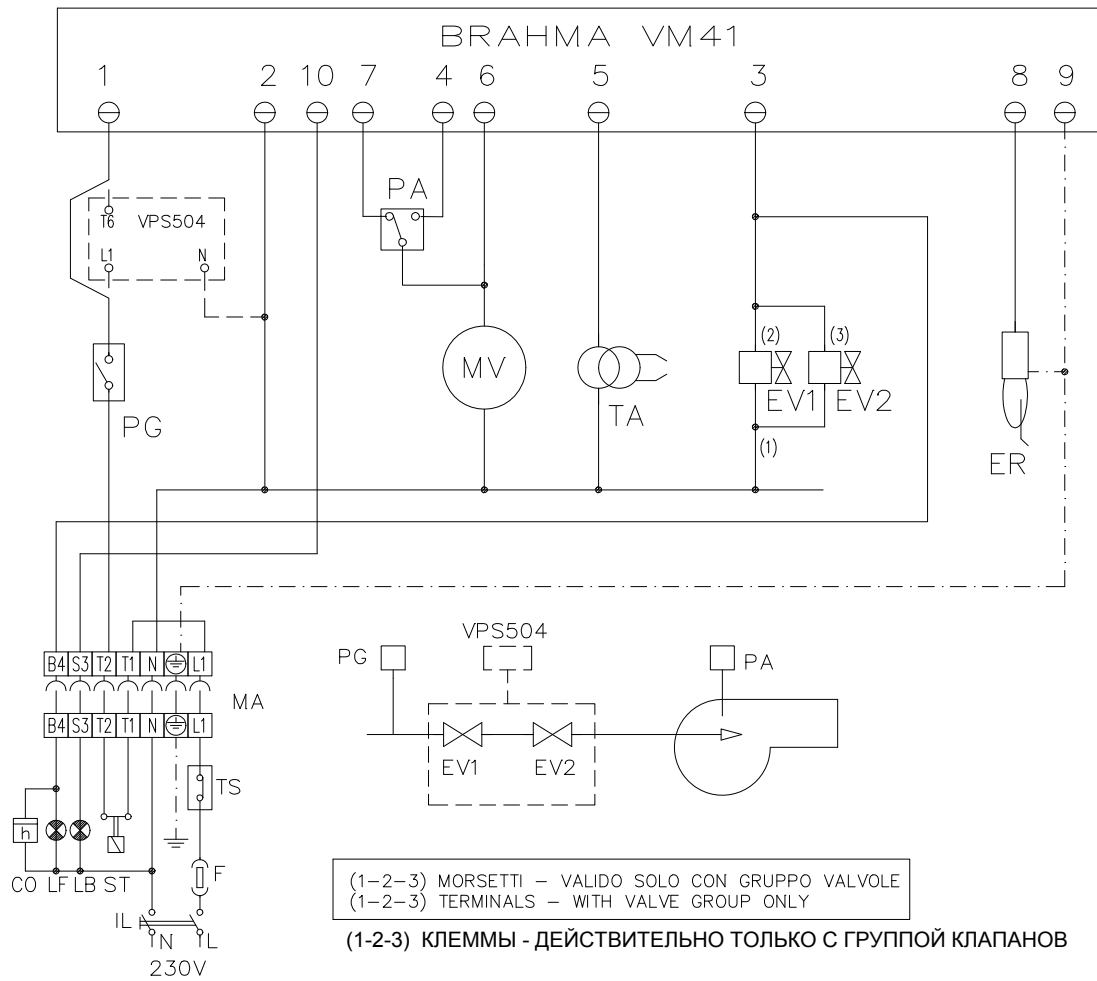 BRAHMA VM41
1 2 10 7 4 6 5 3 8 9
PA
T6 VPS504
L1 N
PG
MV
TA
(2) (3)
EV1 EV2
(1)
ER
B4 S3 T2 T1 N L1
MA
B4 S3 T2 T1 N L1
TS
h
CO LF LB ST
F
IL
N L
230V
VPS504
PG
PA
EV1 EV2
(1-2-3) MORSETTI - VALIDO SOLO CON GRUPPO VALVOLE
(1-2-3) TERMINALS - WITH VALVE GROUP ONLY
(1-2-3) КЛЕММЫ - ДЕЙСТВИТЕЛЬНО ТОЛЬКО С ГРУППОЙ КЛАПАНОВ